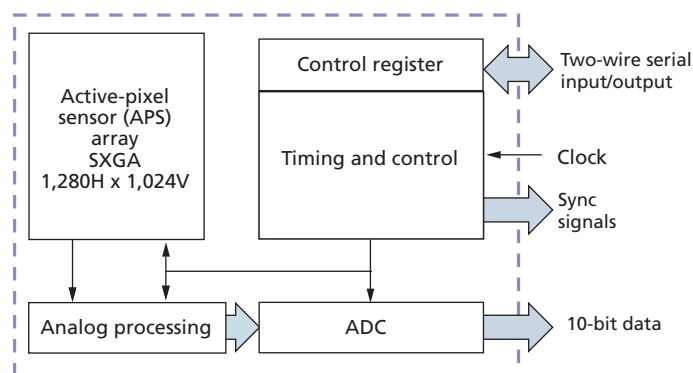 Active-pixel
sensor (APS)
array
SXGA
1,280H x 1,024V
Control register
Two-wire serial
input/output
Timing and control
Clock
Sync
signals
Analog processing
ADC
10-bit data